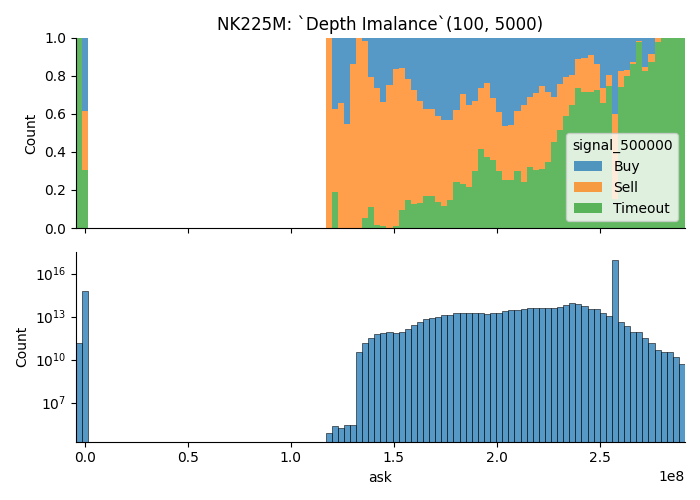 NK225M: `Depth Imalance`(100, 5000)
1.0
0.8
0.6
0.4
0.2
0.0
Count
signal_500000
Buy
Sell
Timeout
10^16
10^13
10^10
10^7
Count
0.0 0.5 1.0 1.5 2.0 2.5
1e8
ask